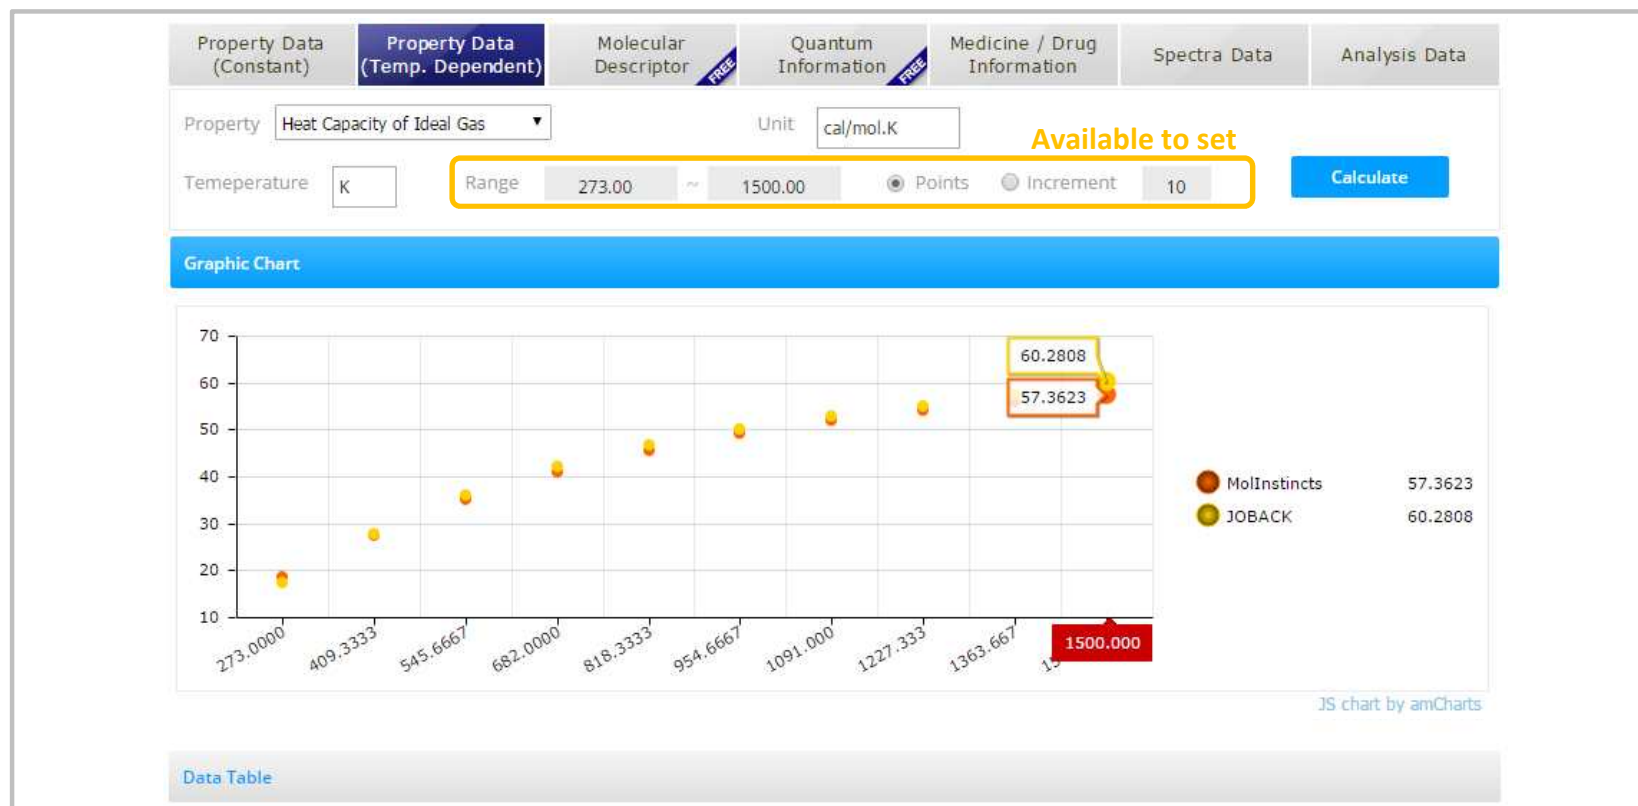 Property Data (Constant)
Property Data (Temp. Dependent)
Molecular Descriptor FREE
Quantum Information FREE
Medicine / Drug Information
Spectra Data
Analysis Data
Property Heat Capacity of Ideal Gas Unit cal/mol.K
Available to set
Temeperature K Range 273.00 ~ 1500.00 Points Increment 10 Calculate
Graphic Chart
70
60
50
40
30
20
10
60.2808
57.3623
MolInstincts 57.3623
JOBACK 60.2808
273.0000 409.3333 545.6667 682.0000 818.3333 954.6667 1091.000 1227.333 1363.667 1500.000
JS chart by amCharts
Data Table